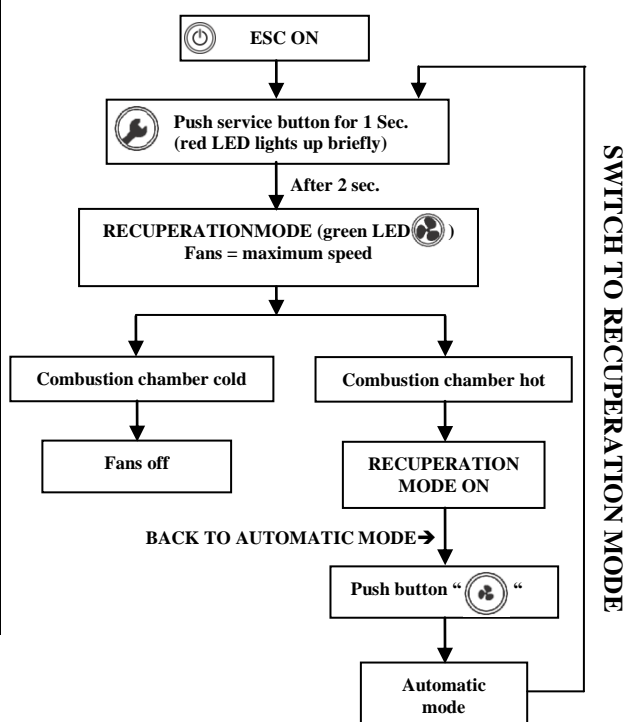 ESC ON
Push service button for 1 Sec.
(red LED lights up briefly)
After 2 sec.
RECUPERATIONMODE (green LED )
Fans = maximum speed
Combustion chamber cold
Combustion chamber hot
Fans off
RECUPERATION
MODE ON
BACK TO AUTOMATIC MODE➔
Push button “ “
Automatic
mode
SWITCH TO RECUPERATION MODE